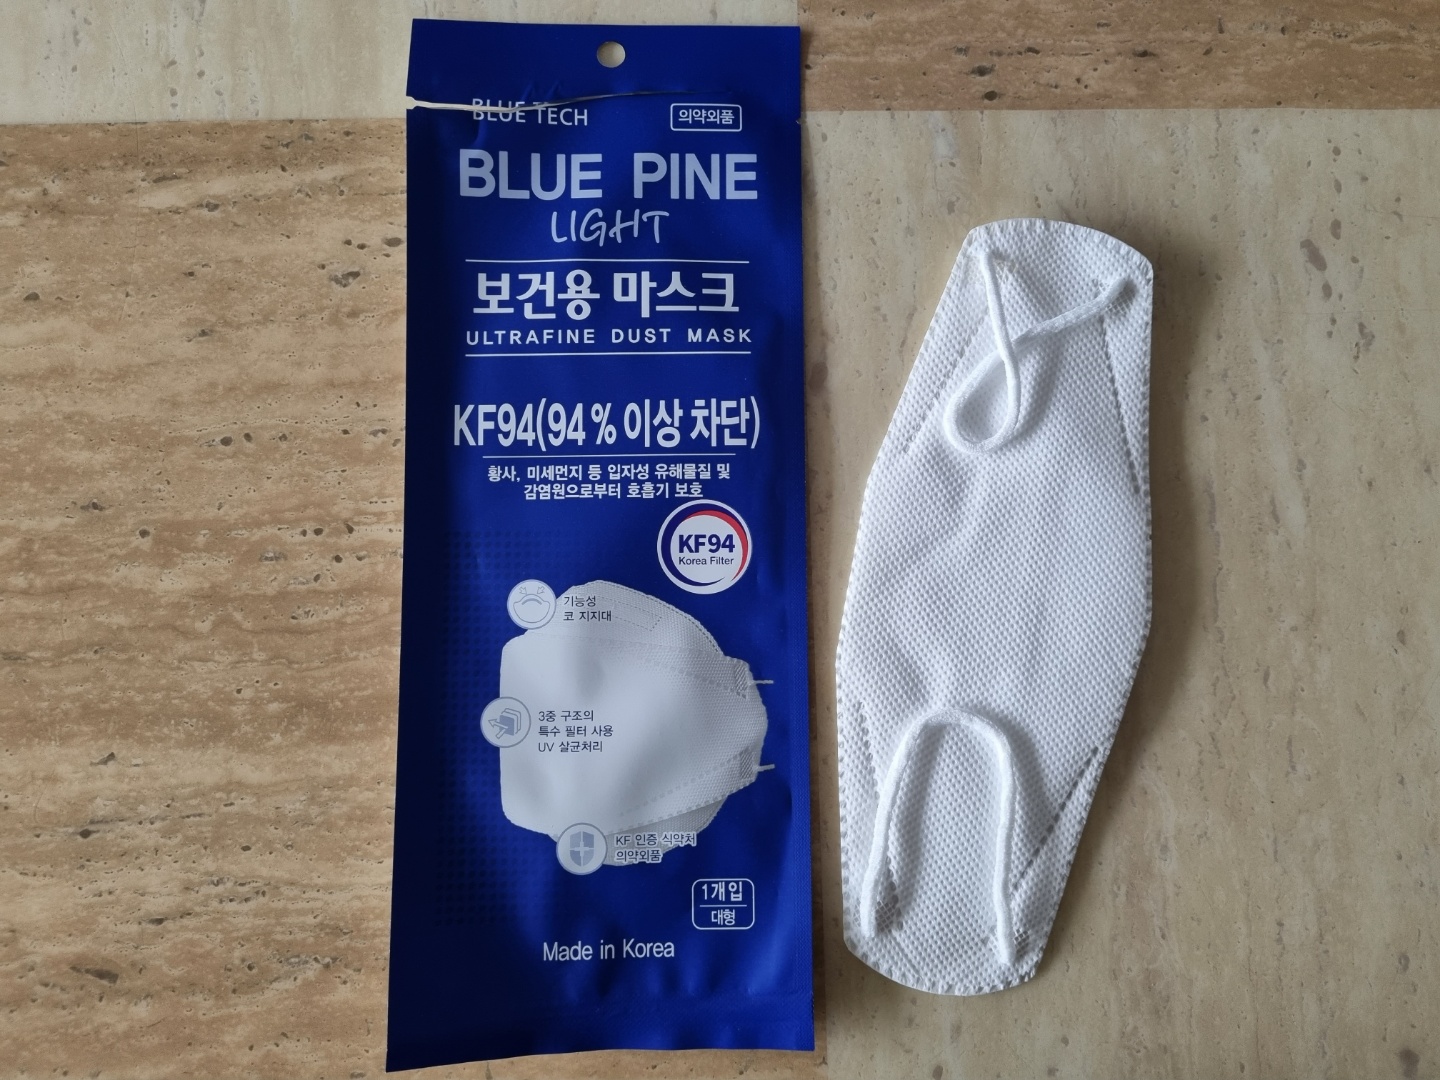 BLUE TECH
의약외품
BLUE PINE
LIGHT
보건용 마스크
ULTRAFINE DUST MASK
KF94(94% 이상 차단)
황사, 미세먼지 등 입자성 유해물질 및
감염원으로부터 호흡기 보호
KF94
Korea Filter
기능성
코 지지대
3중 구조의
특수 필터 사용
UV 살균처리
KF 인증 식약처
의약외품
1개입
대형
Made in Korea